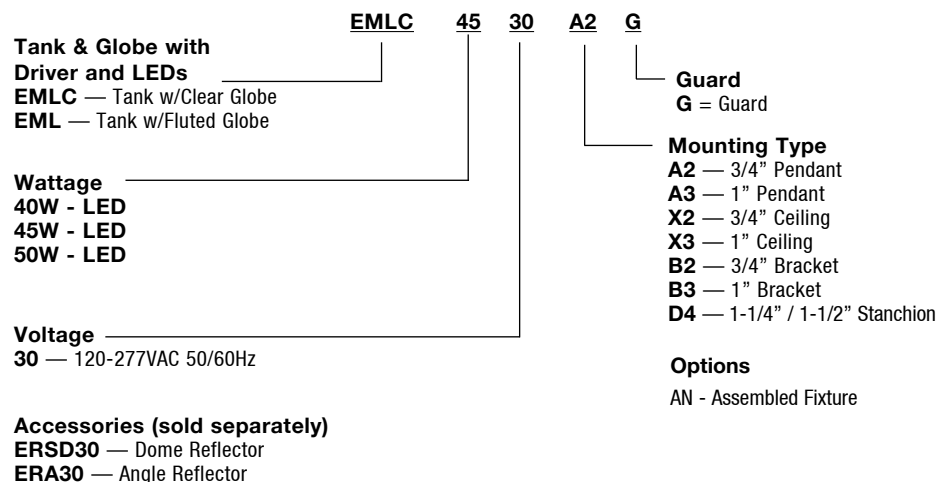 EMLC 45 30 A2 G
Tank & Globe with
Driver and LEDs
EMLC — Tank w/Clear Globe
EML — Tank w/Fluted Globe
Wattage
40W - LED
45W - LED
50W - LED
Voltage
30 — 120-277VAC 50/60Hz
Accessories (sold separately)
ERSD30 — Dome Reflector
ERA30 — Angle Reflector
Guard
G = Guard
Mounting Type
A2 — 3/4” Pendant
A3 — 1” Pendant
X2 — 3/4” Ceiling
X3 — 1” Ceiling
B2 — 3/4” Bracket
B3 — 1” Bracket
D4 — 1-1/4” / 1-1/2” Stanchion
Options
AN - Assembled Fixture